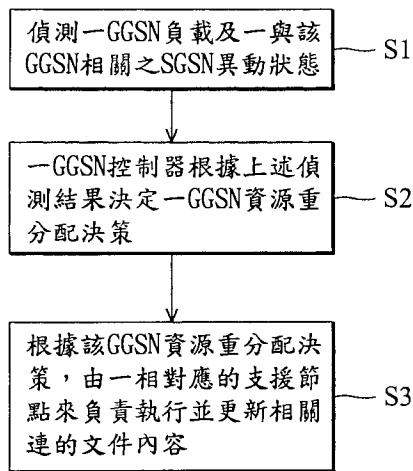 偵測一GGSN負載及一與該
GGSN相關之SGSN異動狀態
S1
一GGSN控制器根據上述偵
測結果決定一GGSN資源重
分配決策
S2
根據該GGSN資源重分配決
策，由一相對應的支援節
點來負責執行並更新相關
連的文件內容
S3